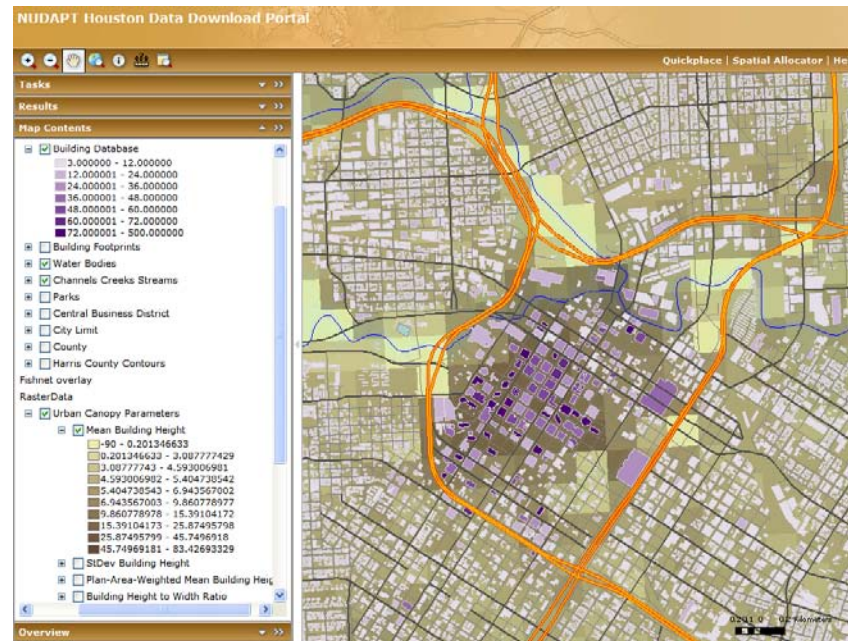 NUDAPT Houston Data Download Portal
Quickplace | Spatial Allocator | He
Tasks
Results
Map Contents
Building Database
3.000000 - 12.000000
12.000001 - 24.000000
24.000001 - 36.000000
36.000001 - 48.000000
48.000001 - 60.000000
60.000001 - 72.000000
72.000001 - 500.000000
Building Footprints
Water Bodies
Channels Creeks Streams
Parks
Central Business District
City Limit
County
Harris County Contours
Fishnet overlay
RasterData
Urban Canopy Parameters
Mean Building Height
-90 - 0.201346633
0.201346633 - 3.087777429
3.08777743 - 4.593006981
4.593006982 - 5.404738542
5.404738543 - 6.943567002
6.943567003 - 9.860778977
9.860778978 - 15.39104172
15.39104173 - 25.87495798
25.87495799 - 45.7496918
45.74969181 - 83.42693329
StDev Building Height
Plan-Area-Weighted Mean Building Heig
Building Height to Width Ratio
Overview
Kilometers